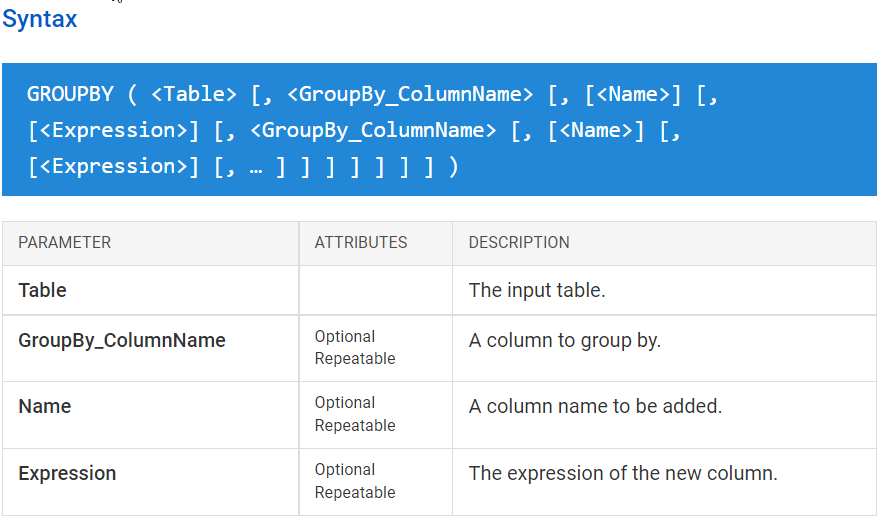 Syntax
GROUPBY ( <Table> [, <GroupBy_ColumnName> [, [<Name>] [,
[<Expression>] [, <GroupBy_ColumnName> [, [<Name>] [,
[<Expression>] [, … ] ] ] ] ] ] ] )
PARAMETER ATTRIBUTES DESCRIPTION
Table The input table.
GroupBy_ColumnName Optional A column to group by.
Repeatable
Name Optional A column name to be added.
Repeatable
Expression Optional The expression of the new column.
Repeatable